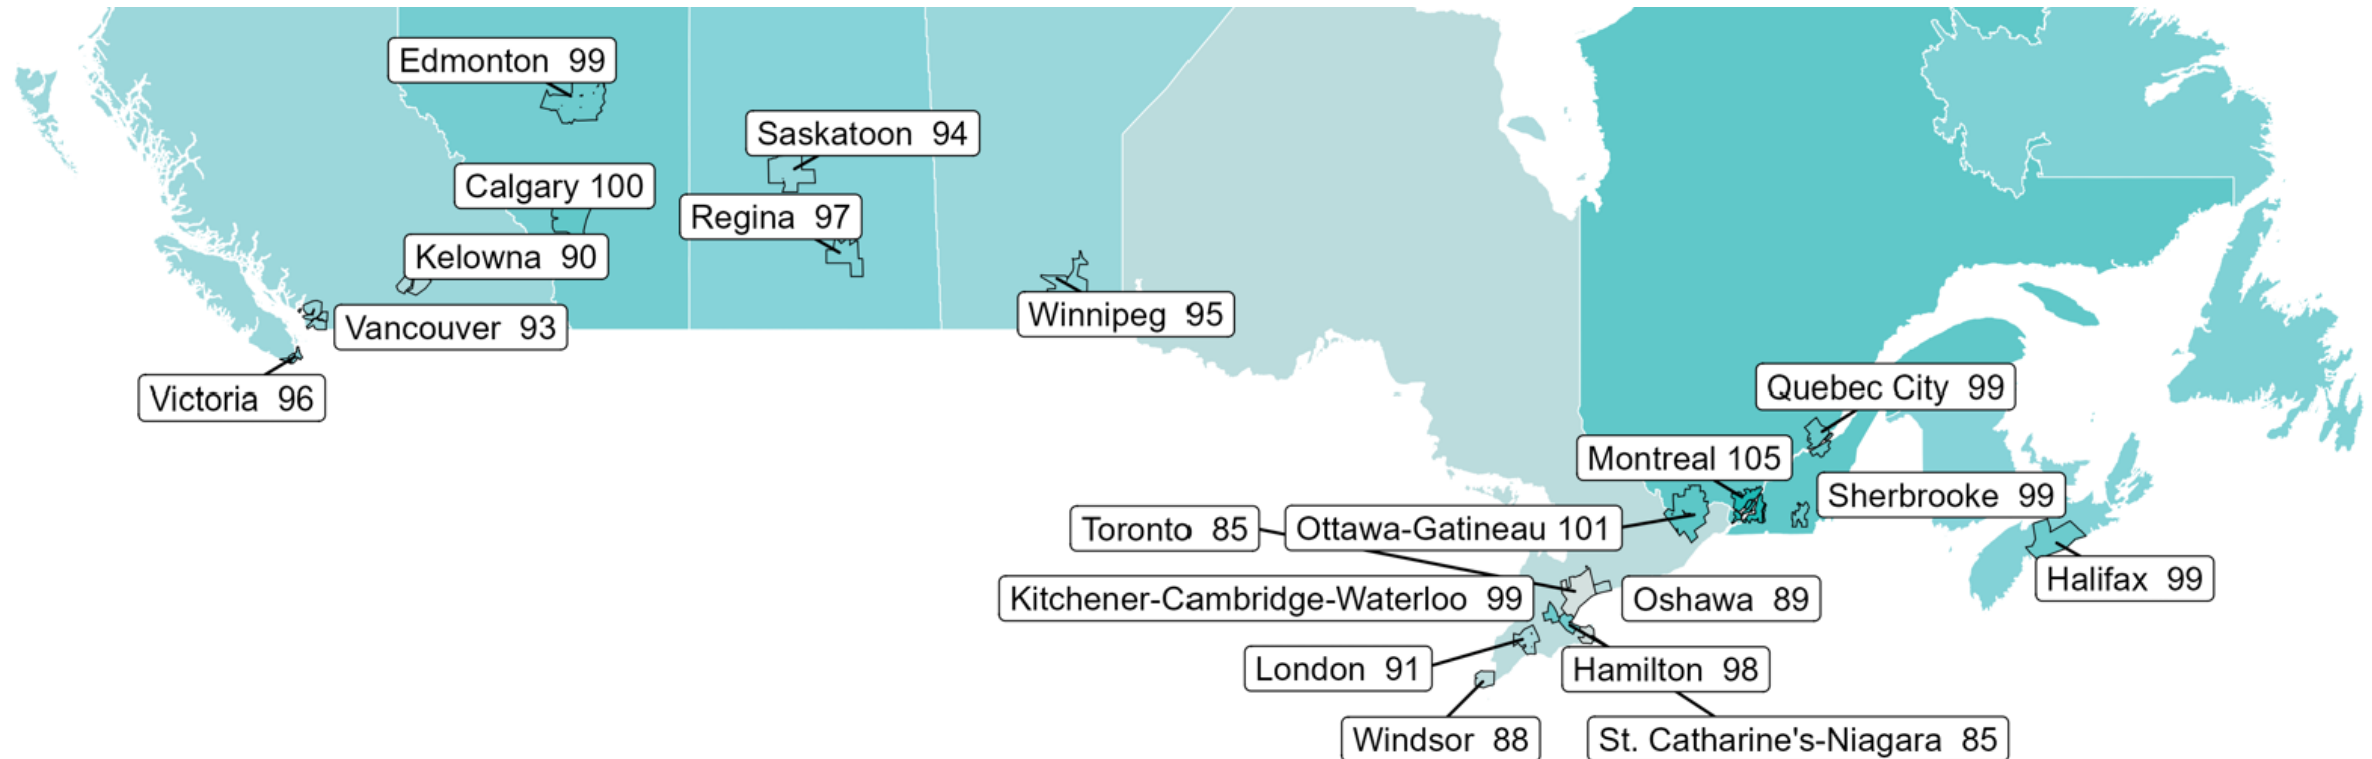 Edmonton 99
Saskatoon 94
Calgary 100
Regina 97
Kelowna 90
Winnipeg 95
Vancouver 93
Victoria 96
Quebec City 99
Montreal 105
Sherbrooke 99
Toronto 85
Ottawa-Gatineau 101
Halifax 99
Kitchener-Cambridge-Waterloo 99
Oshawa 89
London 91
Hamilton 98
Windsor 88
St. Catharine's-Niagara 85